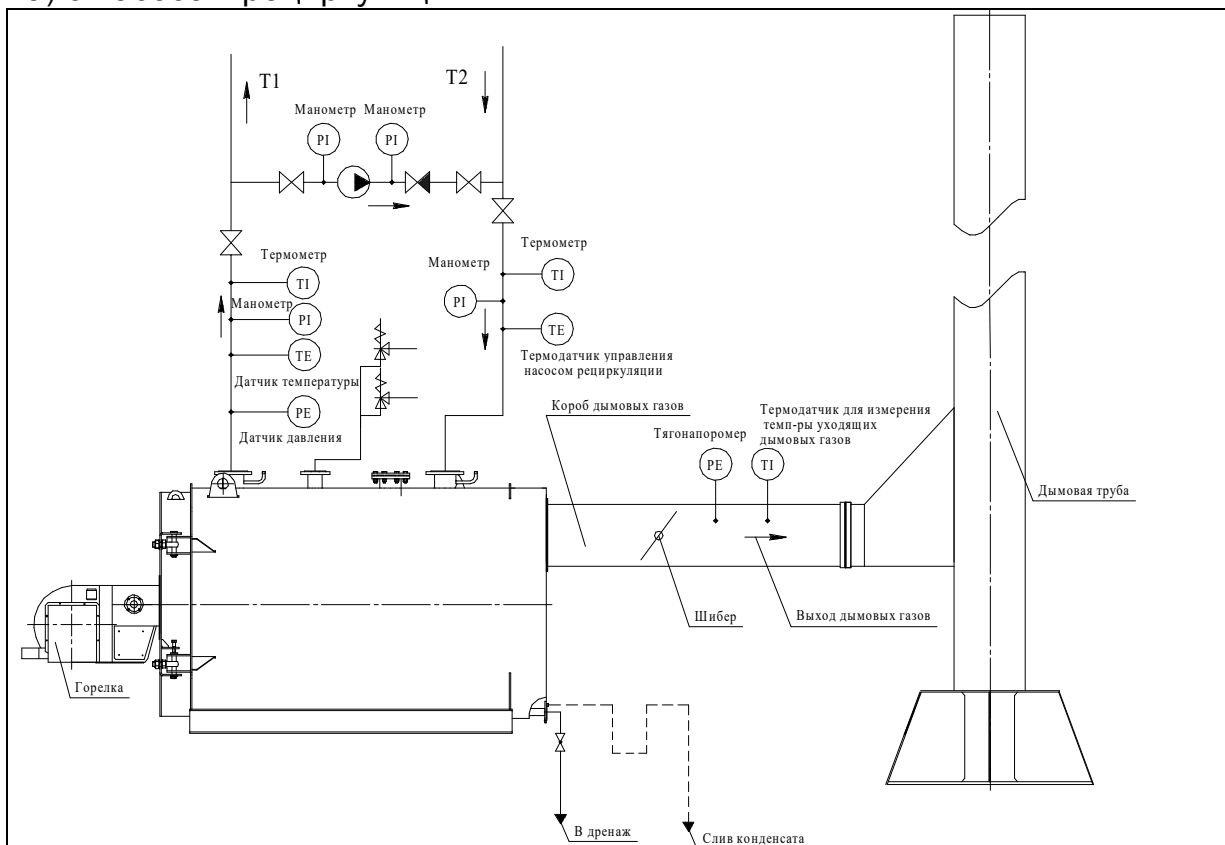 T1
T2
Манометр
Манометр
PI
PI
Термометр
TI
Манометр
PI
TE
Датчик температуры
PE
Датчик давления
Термометр
Манометр
TI
PI
TE
Термодатчик управления
насосом рециркуляции
Короб дымовых газов
Термодатчик для измерения
темп-ры уходящих
дымовых газов
Тягонапоромер
PE
TI
Дымовая труба
Шибер
Выход дымовых газов
Горелка
В дренаж
Слив конденсата